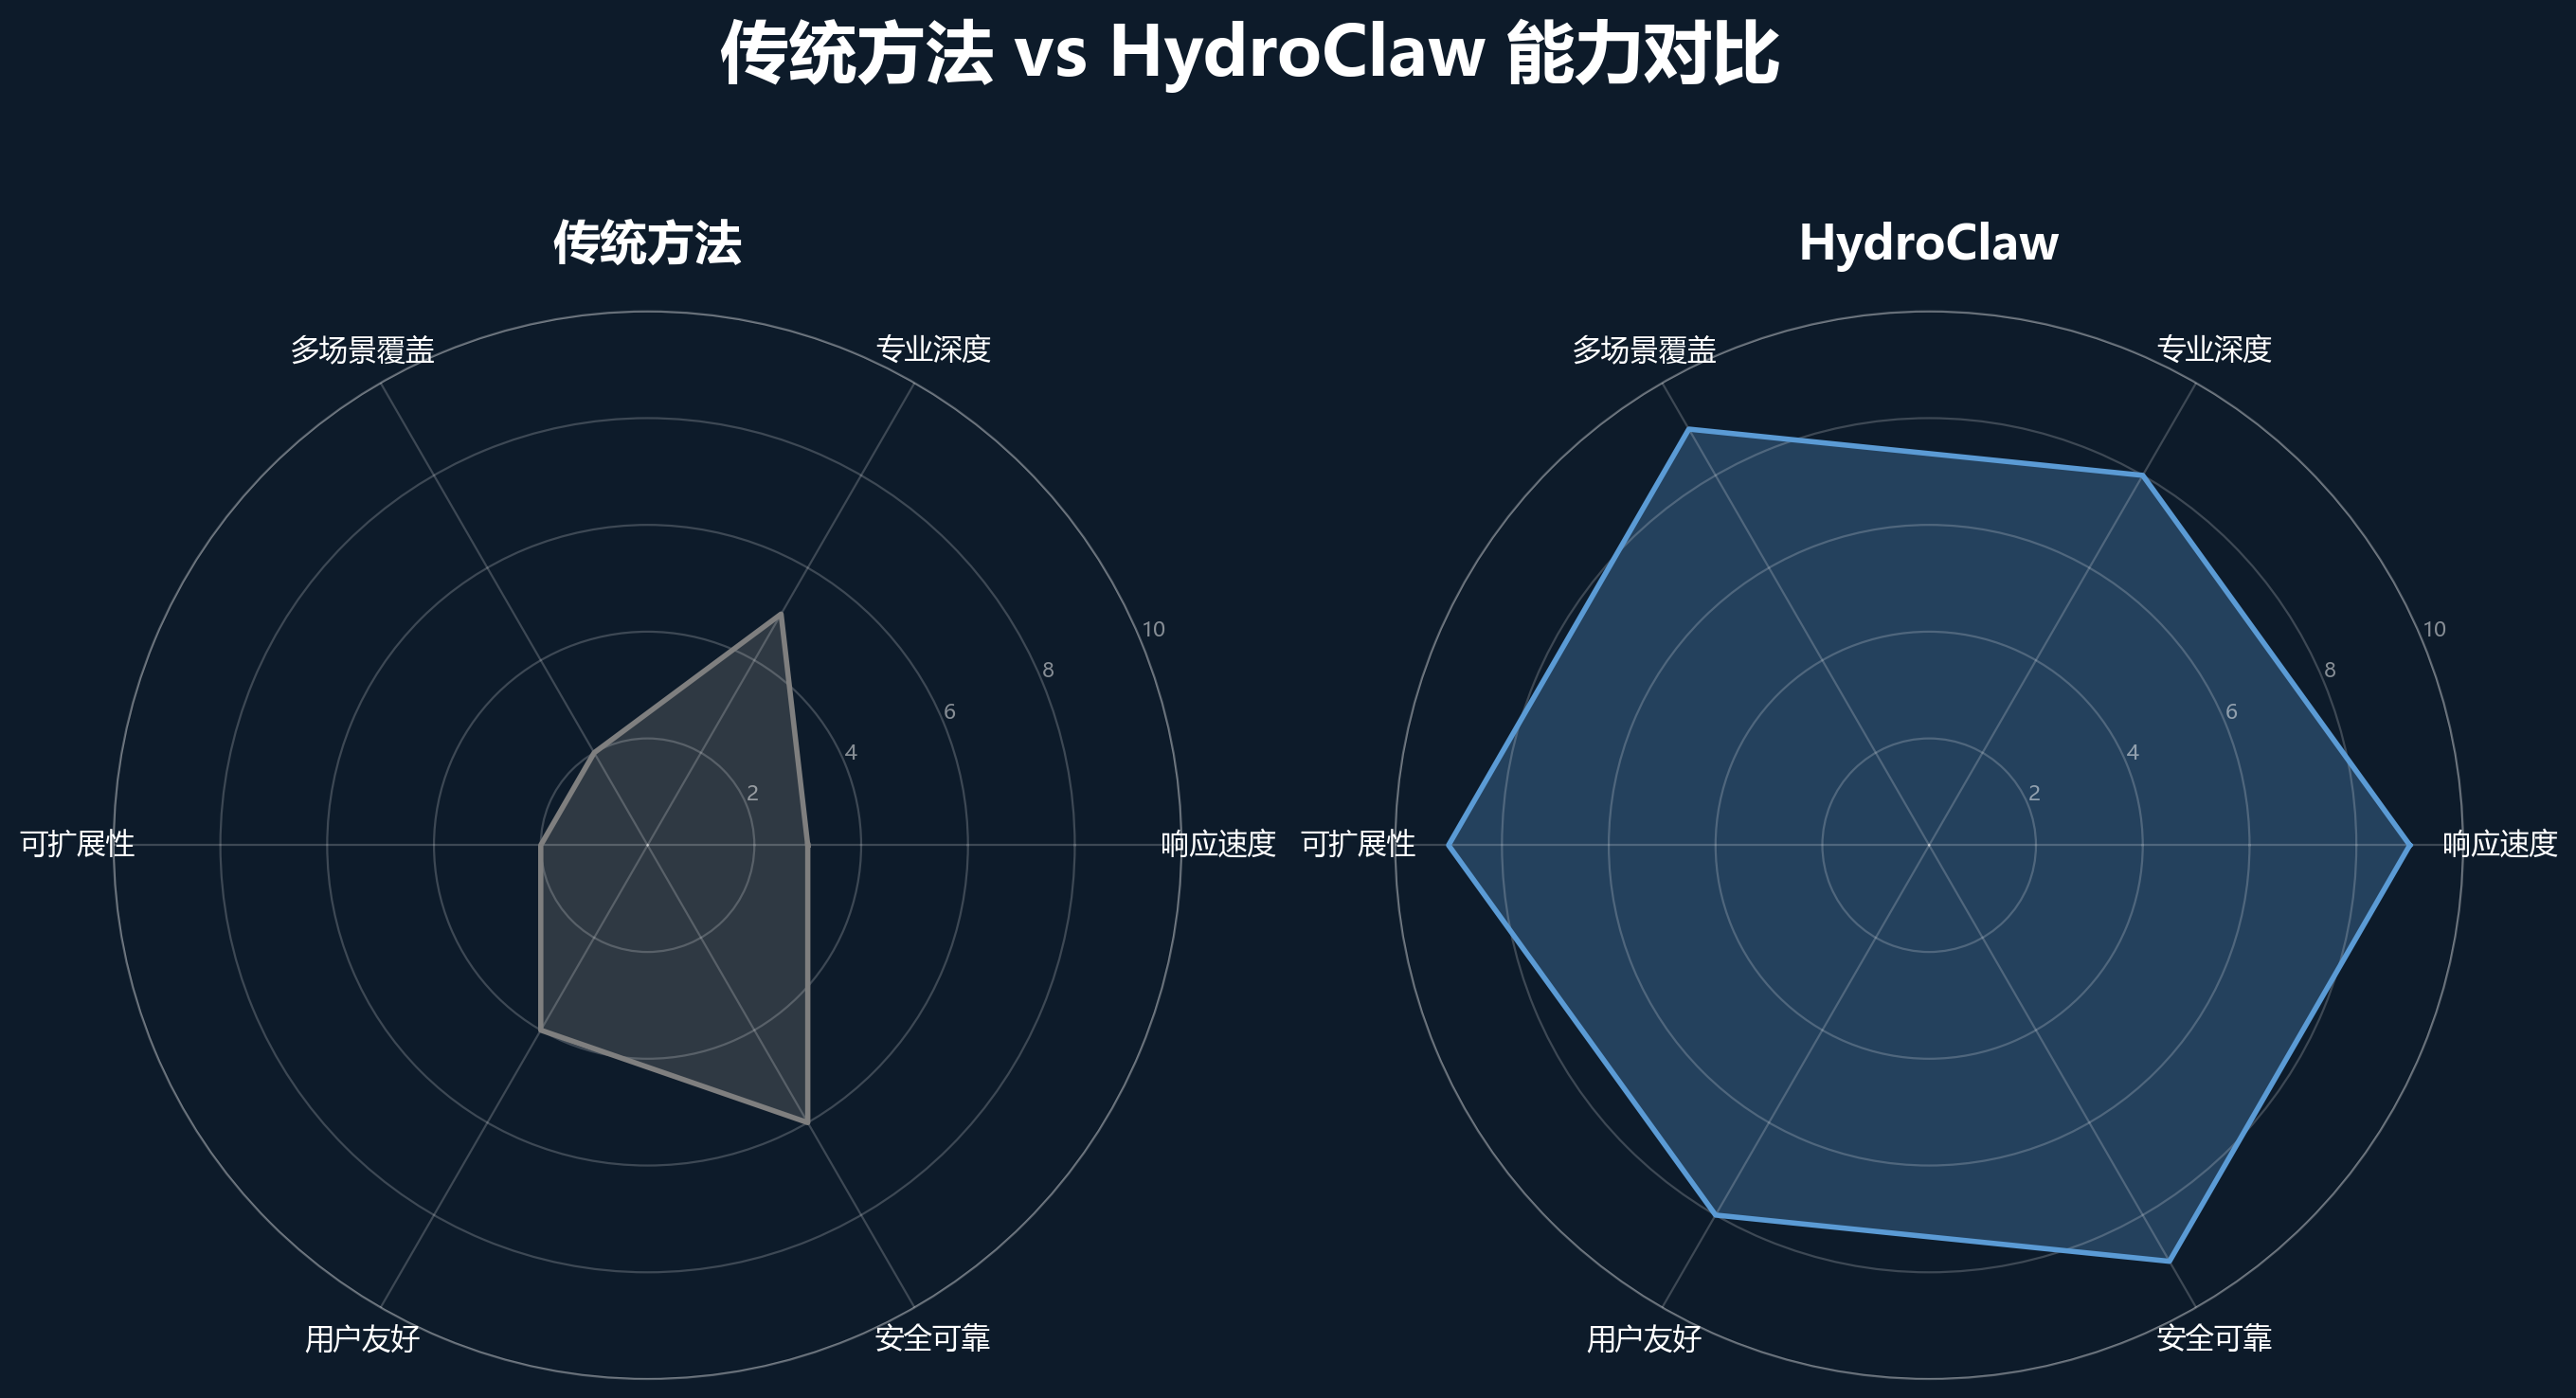 传统方法 vs HydroClaw 能力对比
传统方法
多场景覆盖
专业深度
10
8
6
4
2
可扩展性
响应速度
用户友好
安全可靠
HydroClaw
多场景覆盖
专业深度
10
8
6
4
2
可扩展性
响应速度
用户友好
安全可靠